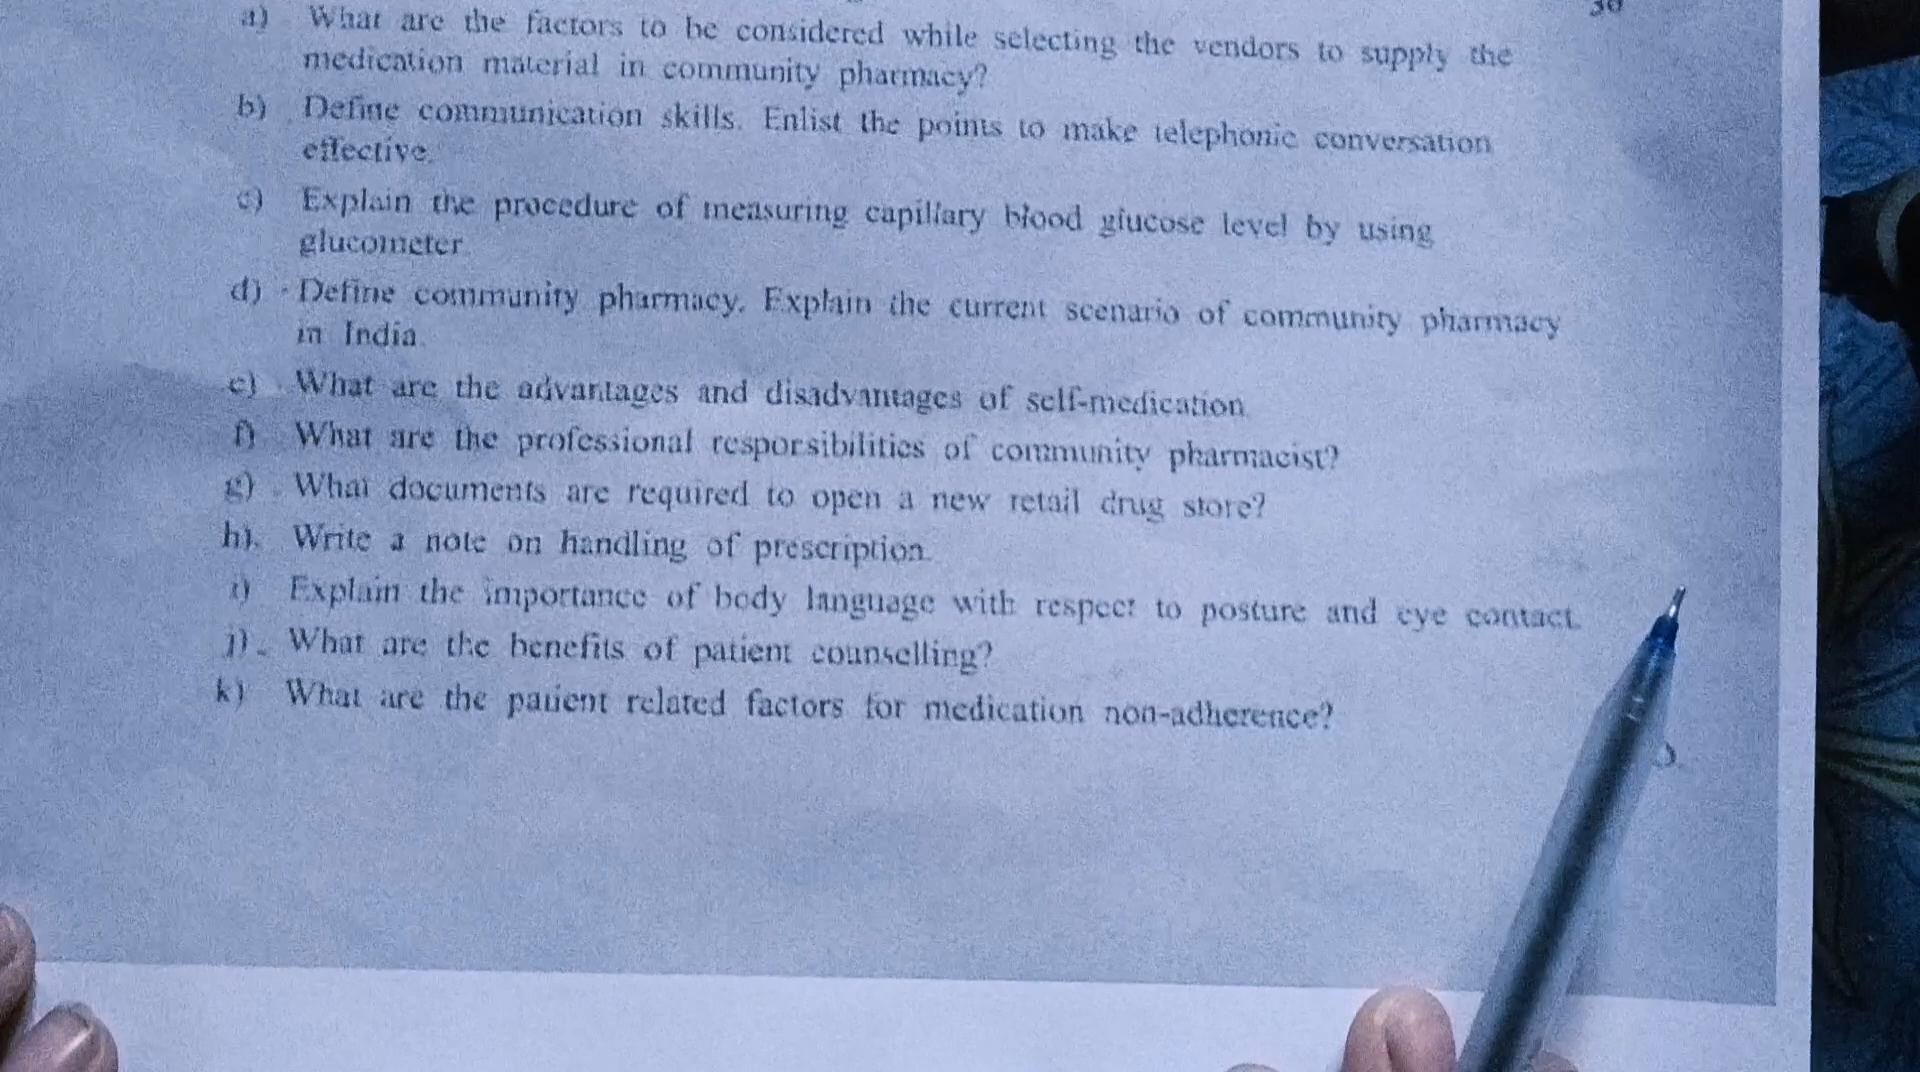 30
a) What are the factors to be considered while selecting the vendors to supply the
medication material in community pharmacy?
b) Define communication skills. Enlist the points to make telephonic conversation
effective.
c) Explain the procedure of measuring capillary blood glucose level by using
glucometer.
d) Define community pharmacy. Explain the current scenario of community pharmacy
in India.
e) What are the advantages and disadvantages of self-medication.
f) What are the professional responsibilities of community pharmacist?
g) What documents are required to open a new retail drug store?
h) Write a note on handling of prescription.
i) Explain the importance of body language with respect to posture and eye contact.
j) What are the benefits of patient counselling?
k) What are the patient related factors for medication non-adherence?